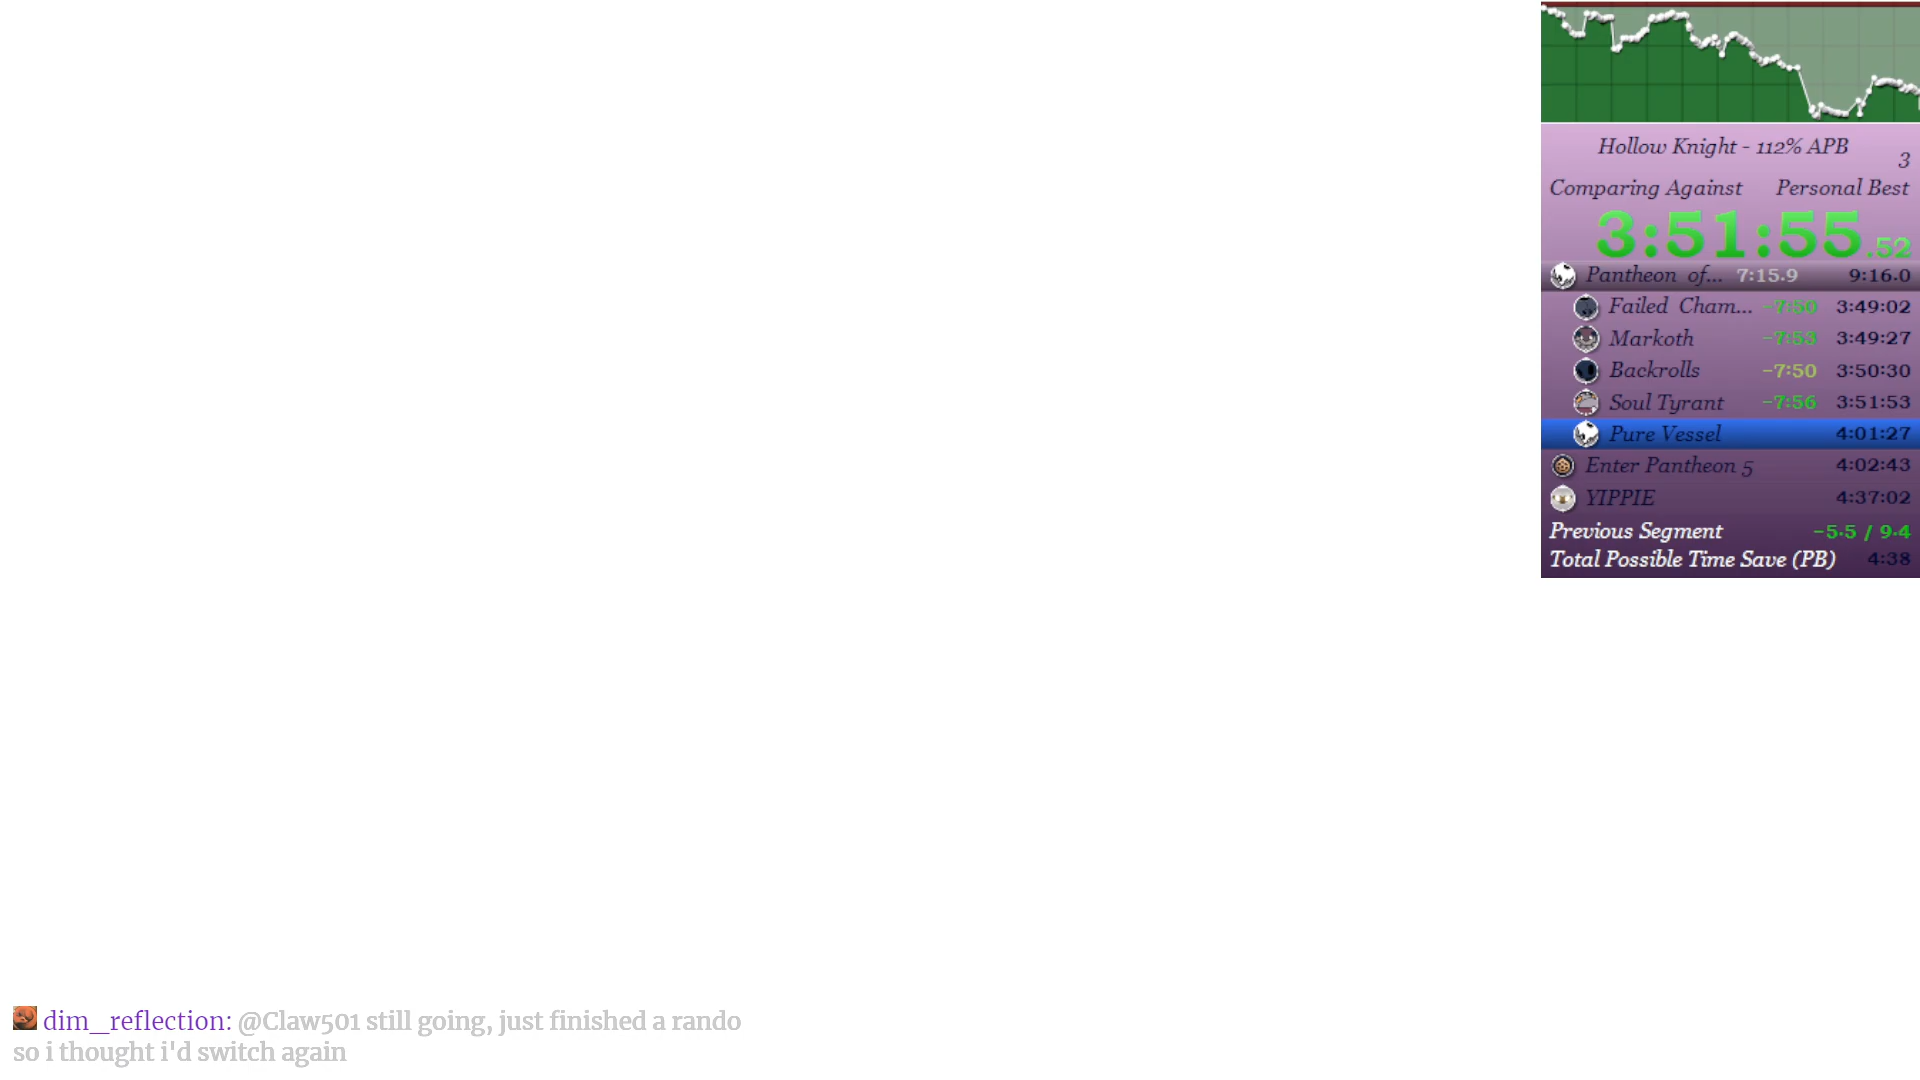 Hollow Knight - 112% APB
3
Comparing Against Personal Best
3:51:55.52
Pantheon of... 7:15.9 9:16.0
Failed Cham... -7:50 3:49:02
Markoth -7:53 3:49:27
Backrolls -7:50 3:50:30
Soul Tyrant -7:56 3:51:53
Pure Vessel 4:01:27
Enter Pantheon 5 4:02:43
YIPPIE 4:37:02
Previous Segment -5.5 / 9.4
Total Possible Time Save (PB) 4:38
dim_reflection: @Claw501 still going, just finished a rando
so i thought i'd switch again